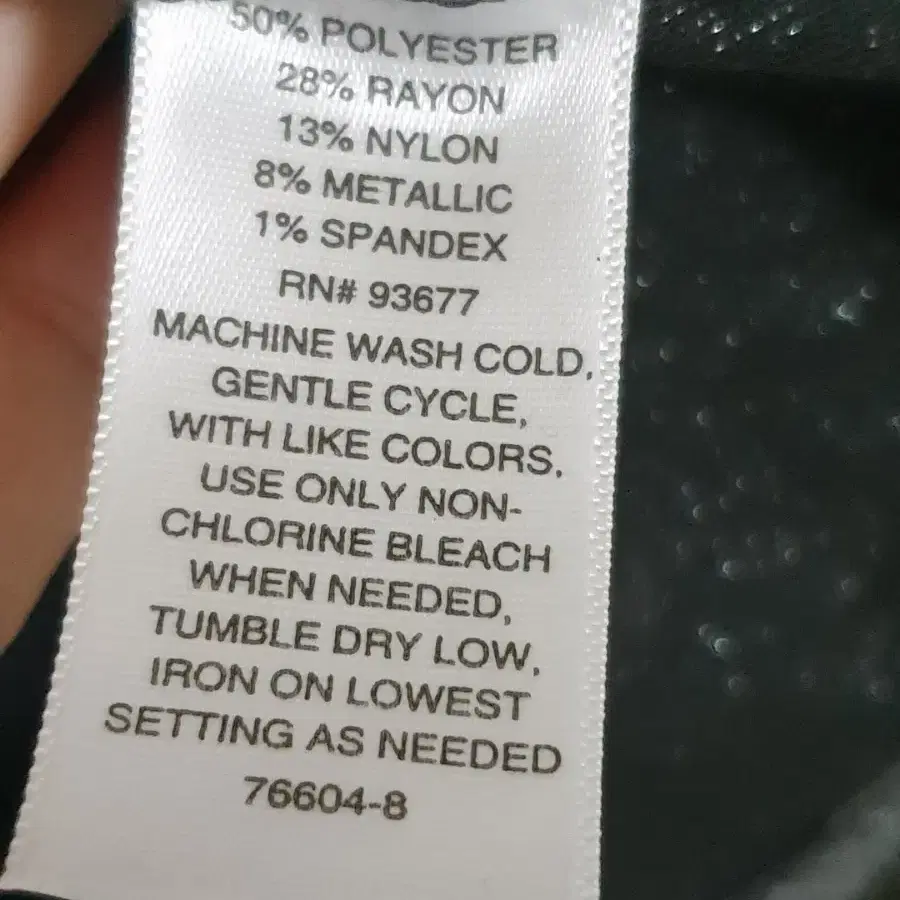 50% POLYESTER
28% RAYON
13% NYLON
8% METALLIC
1% SPANDEX
RN# 93677
MACHINE WASH COLD,
GENTLE CYCLE,
WITH LIKE COLORS,
USE ONLY NON-
CHLORINE BLEACH
WHEN NEEDED,
TUMBLE DRY LOW,
IRON ON LOWEST
SETTING AS NEEDED
76604-8